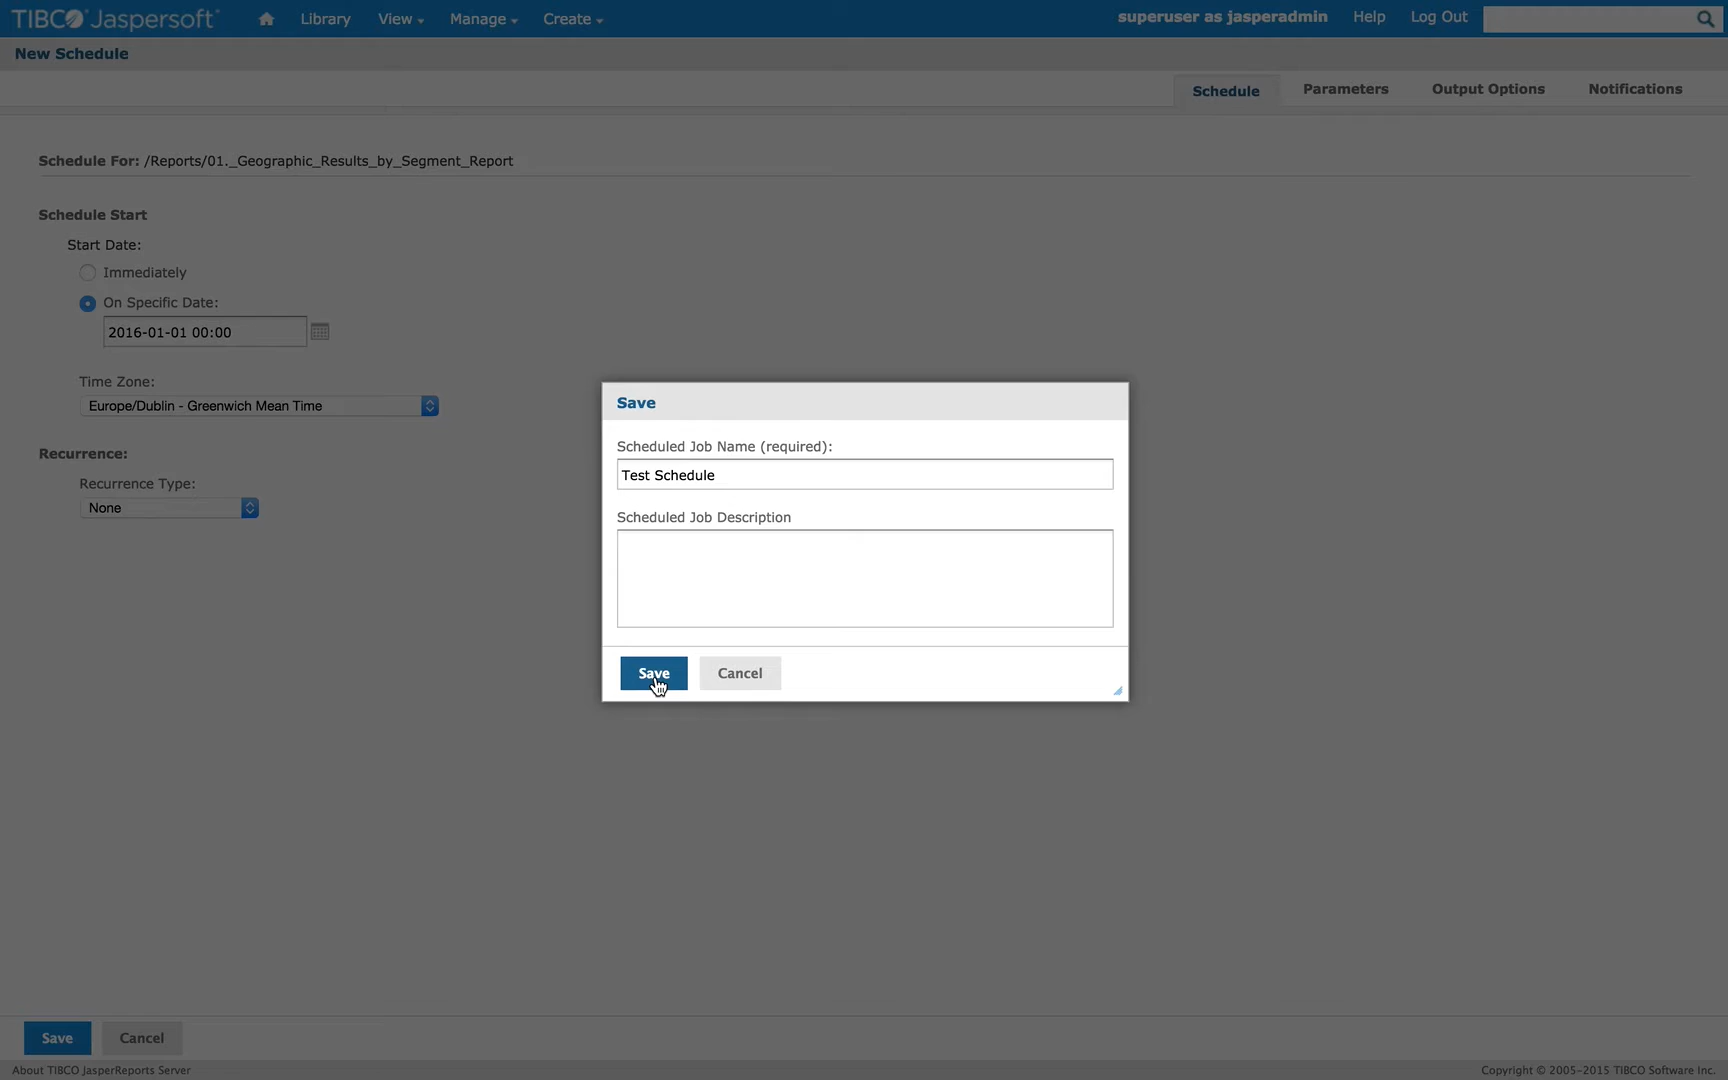 TIBCO Jaspersoft®
Library
View
Manage
Create
superuser as jasperadmin
Help
Log Out
New Schedule
Schedule
Parameters
Output Options
Notifications
Schedule For: /Reports/01._Geographic_Results_by_Segment_Report
Schedule Start
Start Date:
Immediately
On Specific Date:
2016-01-01 00:00
Time Zone:
Europe/Dublin - Greenwich Mean Time
Recurrence:
Recurrence Type:
None
Save
Scheduled Job Name (required):
Test Schedule
Scheduled Job Description
Save
Cancel
Save
Cancel
About TIBCO JasperReports Server
Copyright © 2005-2015 TIBCO Software Inc.